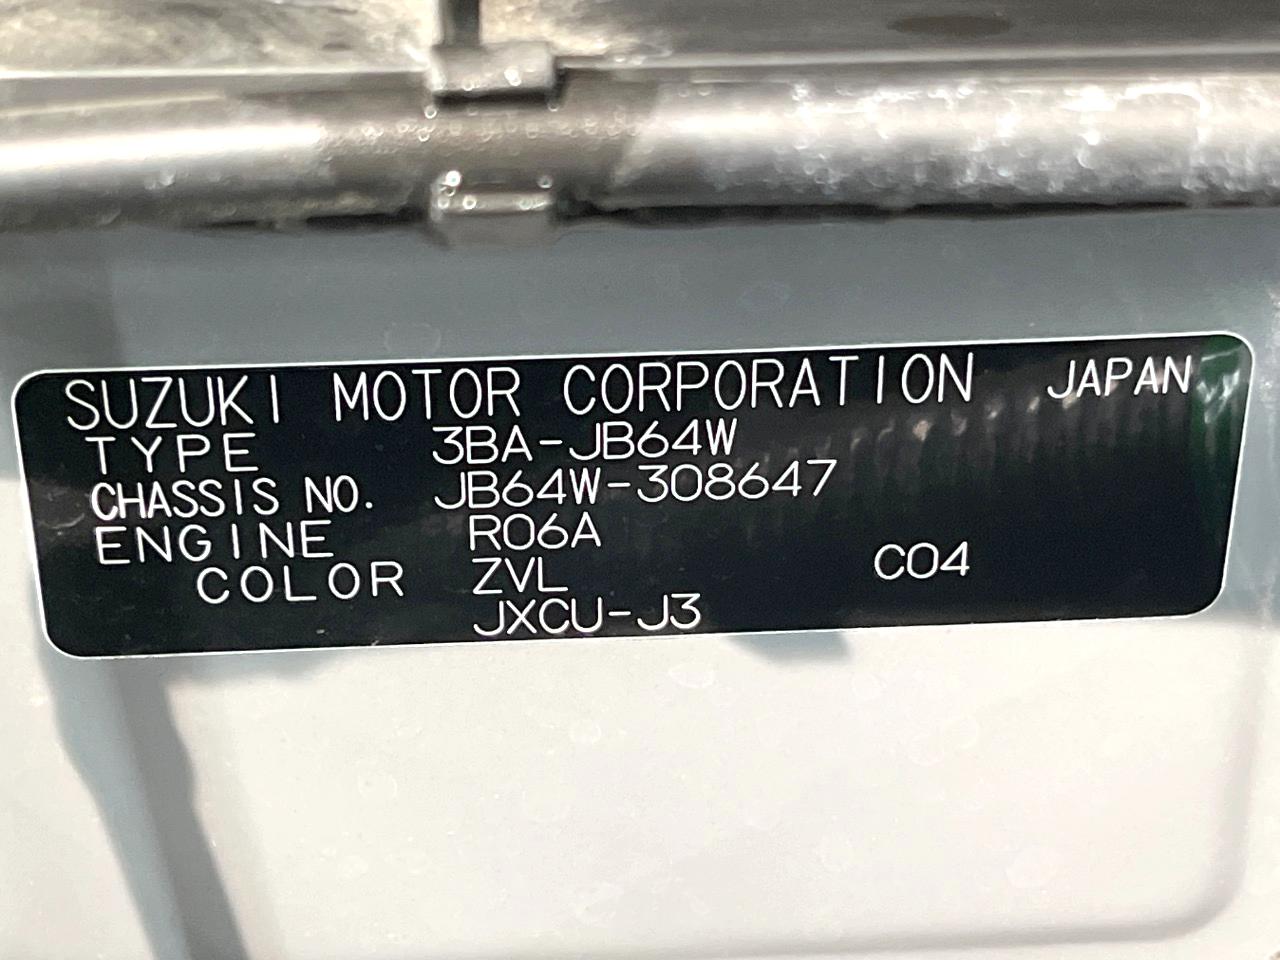 SUZUKI MOTOR CORPORATION JAPAN
TYPE 3BA-JB64W
CHASSIS NO. JB64W-308647
ENGINE R06A
COLOR ZVL C04
JXCU-J3